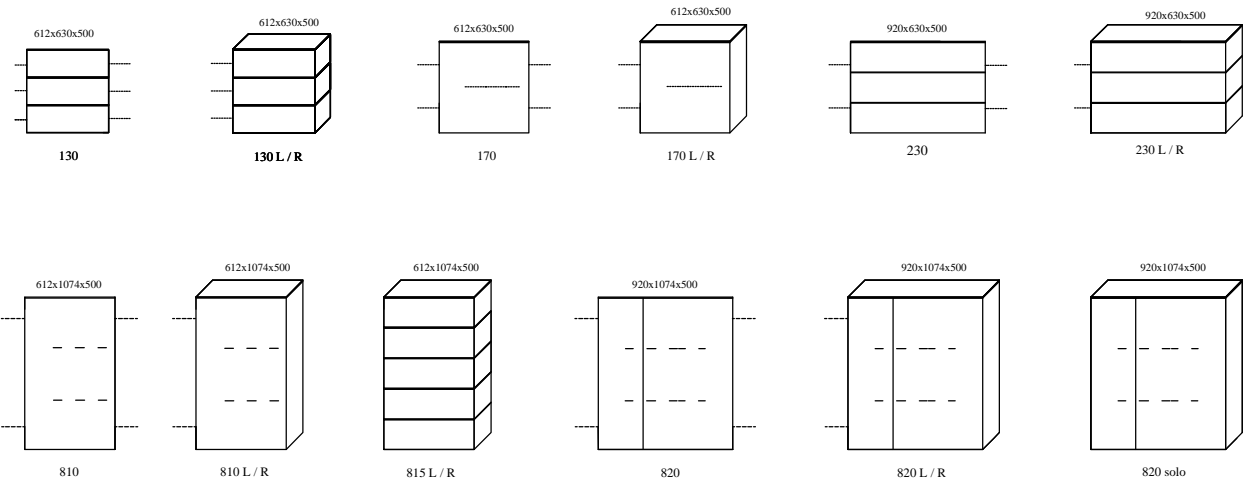 612x630x500
612x630x500
612x630x500
612x630x500
920x630x500
920x630x500
130
130 L / R
170
170 L / R
230
230 L / R
612x1074x500
612x1074x500
612x1074x500
920x1074x500
920x1074x500
920x1074x500
810
810 L / R
815 L / R
820
820 L / R
820 solo